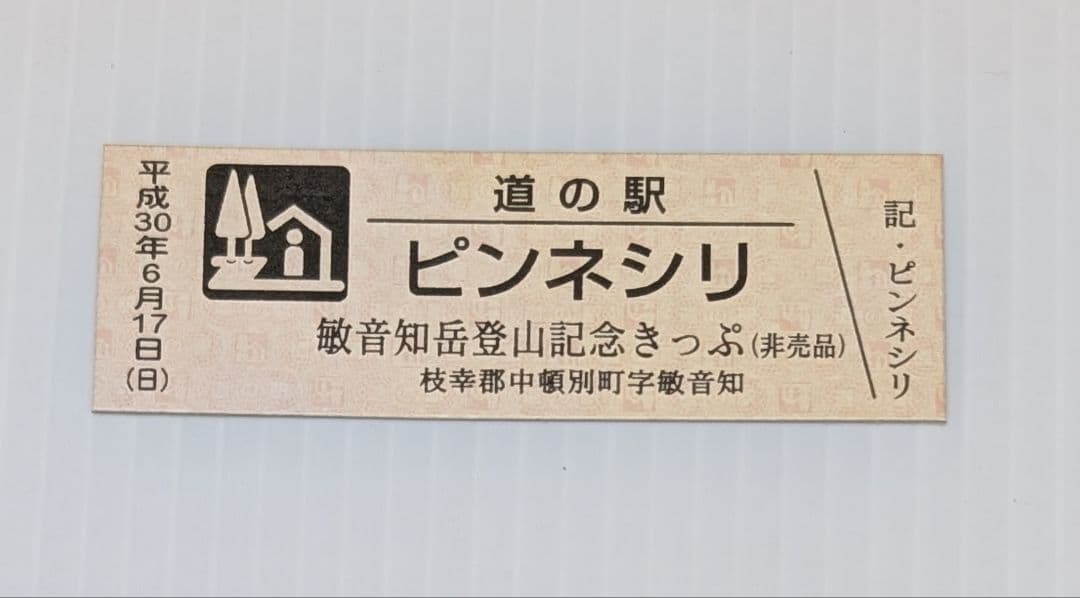 平成30年6月17日(日)
道の駅
ピンネシリ
敏音知岳登山記念きっぷ(非売品)
枝幸郡中頓別町字敏音知
記・ピンネシリ